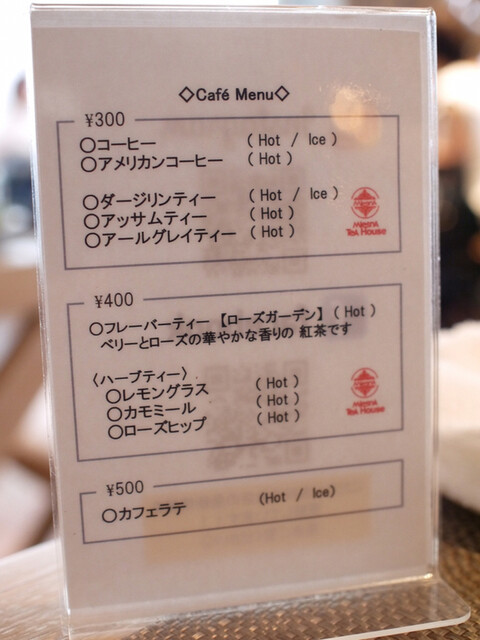 ◇Café Menu◇
¥300
○コーヒー (Hot / Ice)
○アメリカンコーヒー (Hot)
○ダージリンティー (Hot / Ice)
○アッサムティー (Hot)
○アールグレイティー (Hot)
Tea House
¥400
○フレーバーティー【ローズガーデン】(Hot)
ベリーとローズの華やかな香りの 紅茶です
〈ハーブティー〉
○レモングラス (Hot)
○カモミール (Hot)
○ローズヒップ (Hot)
Tea House
¥500
○カフェラテ (Hot / Ice)